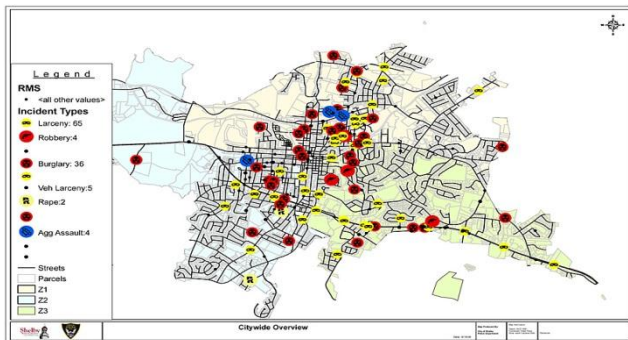 Legend
RMS
<all other values>
Incident Types
Larceny: 65
Robbery:4
Burglary: 36
Veh Larceny:5
Rape:2
Agg Assault:4
Streets
Parcels
Z1
Z2
Z3
Shelby
Citywide Overview